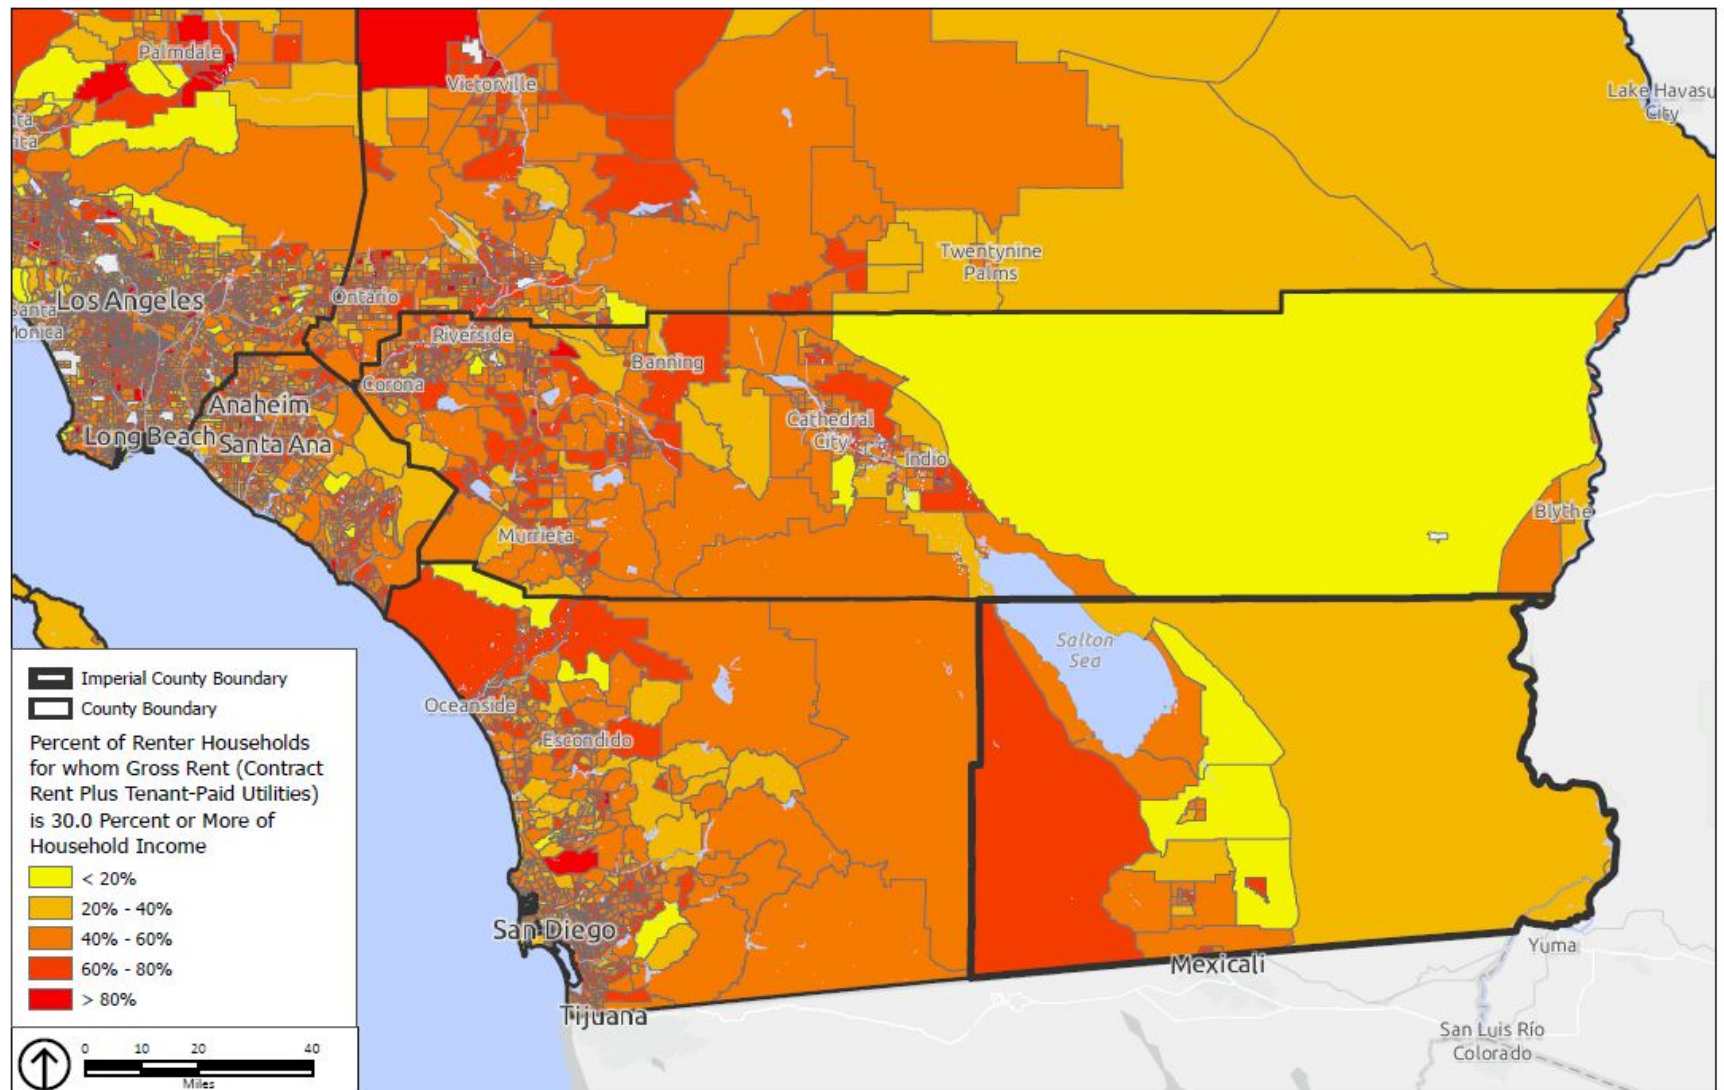 Palmdale
Victorville
Lake Havasu
City
ita
ita
Twentynine
Palms
Ontario
Los Angeles
Santa
Monica
Riverside
Banning
Corona
Anaheim
Long Beach
Santa Ana
Cathedral
City
Indio
Blythe
Murrieta
Salton
Sea
Oceanside
Escondido
San Diego
Tijuana
Mexicali
Yuma
San Luis Río
Colorado
Imperial County Boundary
County Boundary
Percent of Renter Households
for whom Gross Rent (Contract
Rent Plus Tenant-Paid Utilities)
is 30.0 Percent or More of
Household Income
< 20%
20% - 40%
40% - 60%
60% - 80%
> 80%
0 10 20 40
Miles